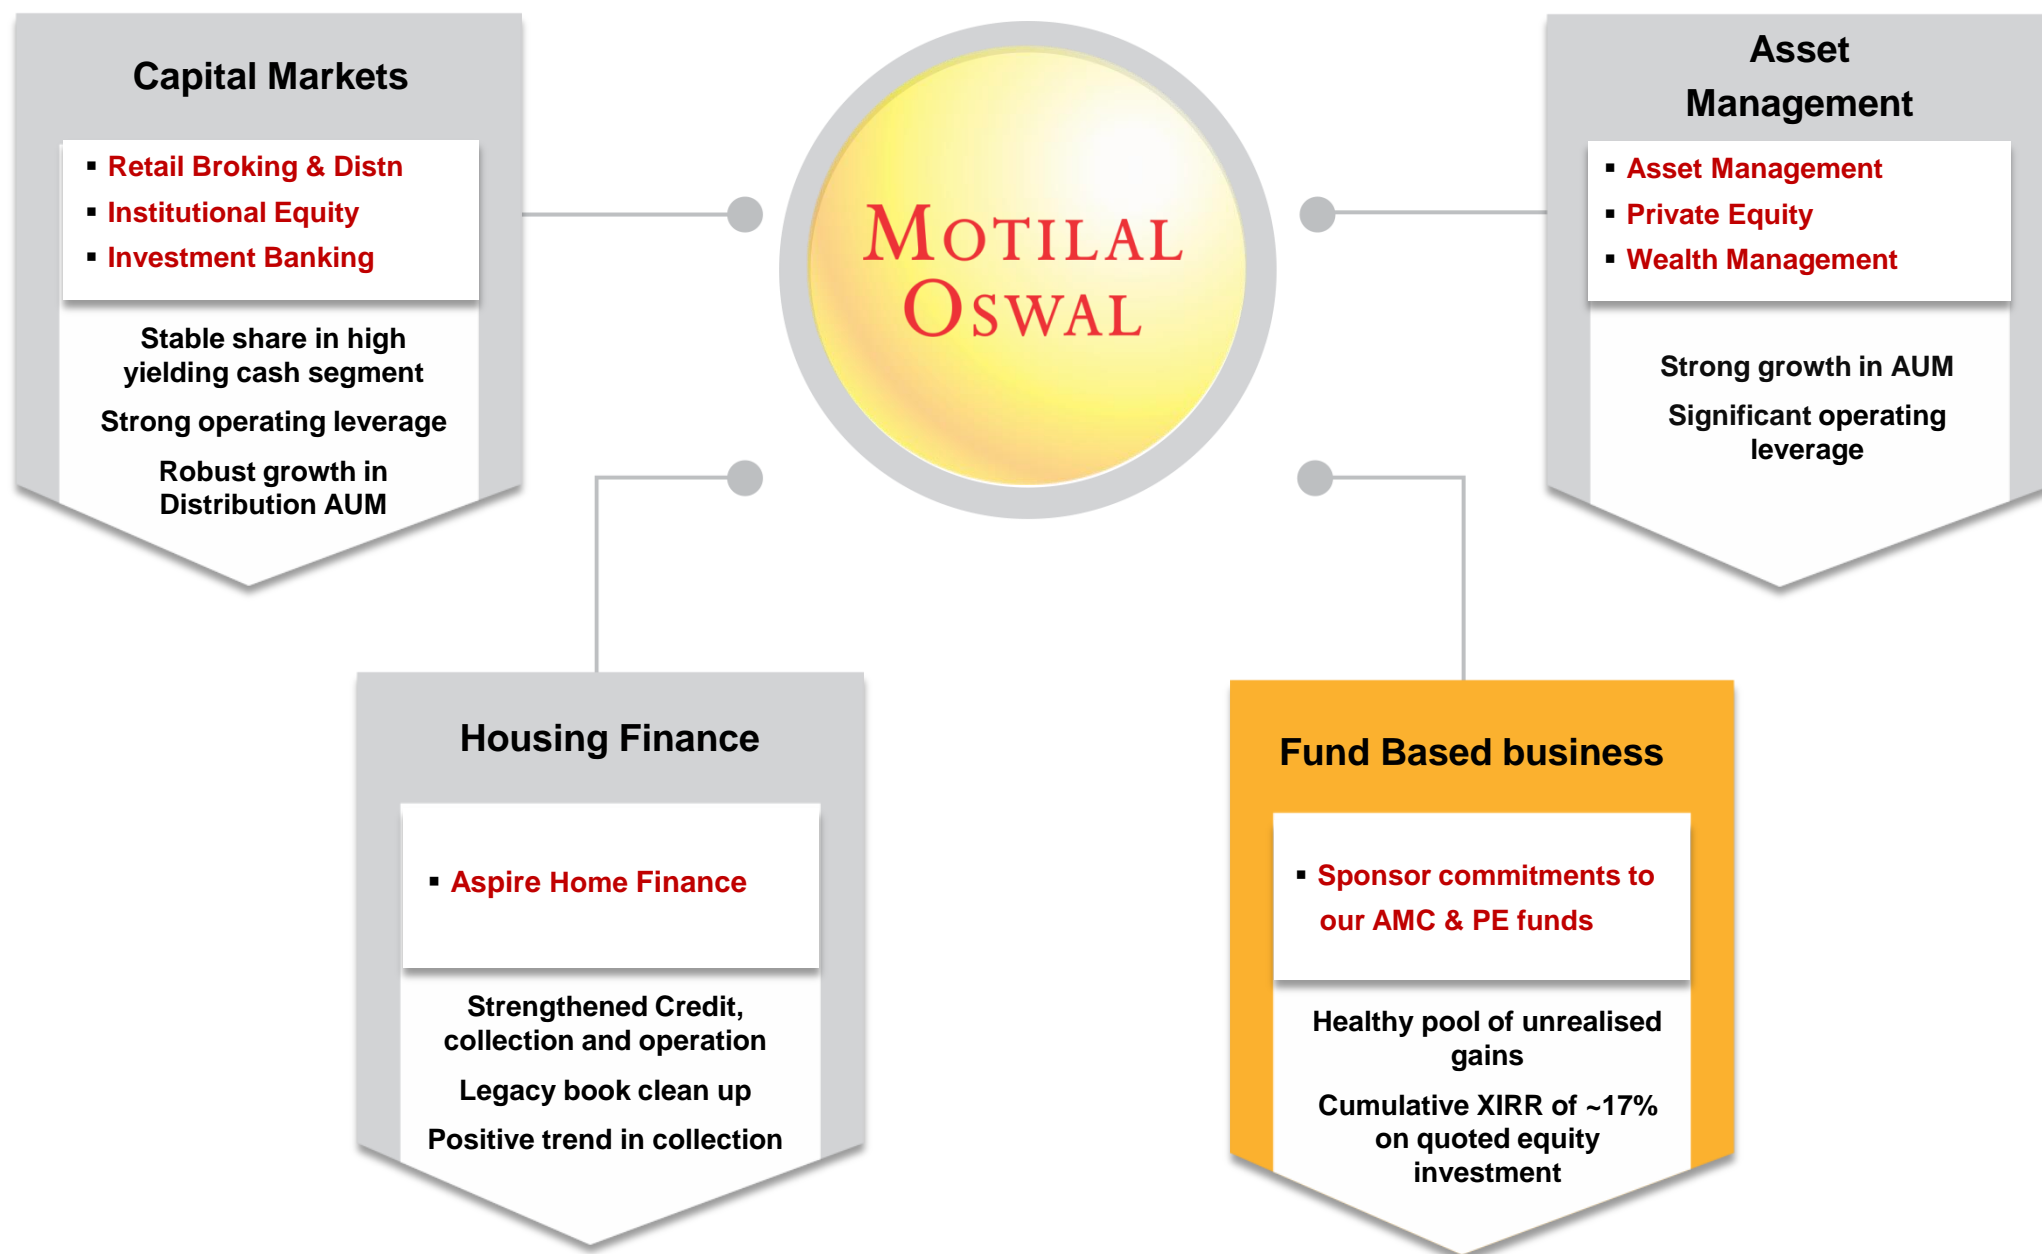 Capital Markets
▪ Retail Broking & Distn
▪ Institutional Equity
▪ Investment Banking
Stable share in high
yielding cash segment
Strong operating leverage
Robust growth in
Distribution AUM
MOTILAL
OSWAL
Asset
Management
▪ Asset Management
▪ Private Equity
▪ Wealth Management
Strong growth in AUM
Significant operating
leverage
Housing Finance
▪ Aspire Home Finance
Strengthened Credit,
collection and operation
Legacy book clean up
Positive trend in collection
Fund Based business
▪ Sponsor commitments to
our AMC & PE funds
Healthy pool of unrealised
gains
Cumulative XIRR of ~17%
on quoted equity
investment